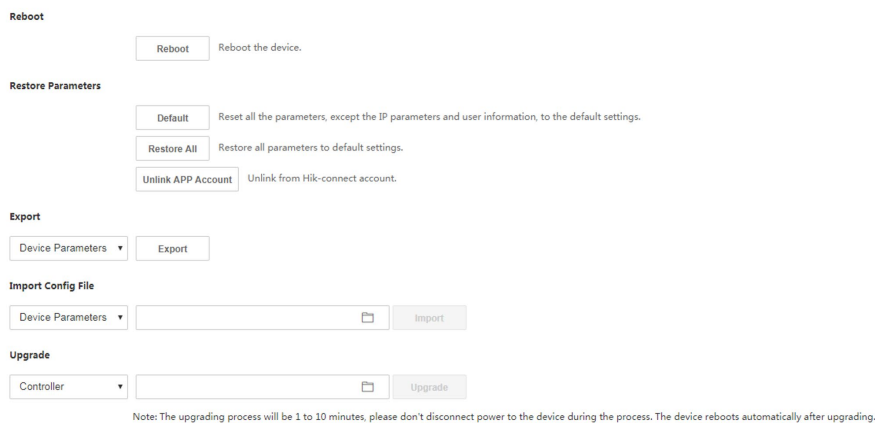 Reboot
Reboot Reboot the device.
Restore Parameters
Default Reset all the parameters, except the IP parameters and user information, to the default settings.
Restore All Restore all parameters to default settings.
Unlink APP Account Unlink from Hik-connect account.
Export
Device Parameters Export
Import Config File
Device Parameters Import
Upgrade
Controller Upgrade
Note: The upgrading process will be 1 to 10 minutes, please don't disconnect power to the device during the process. The device reboots automatically after upgrading.